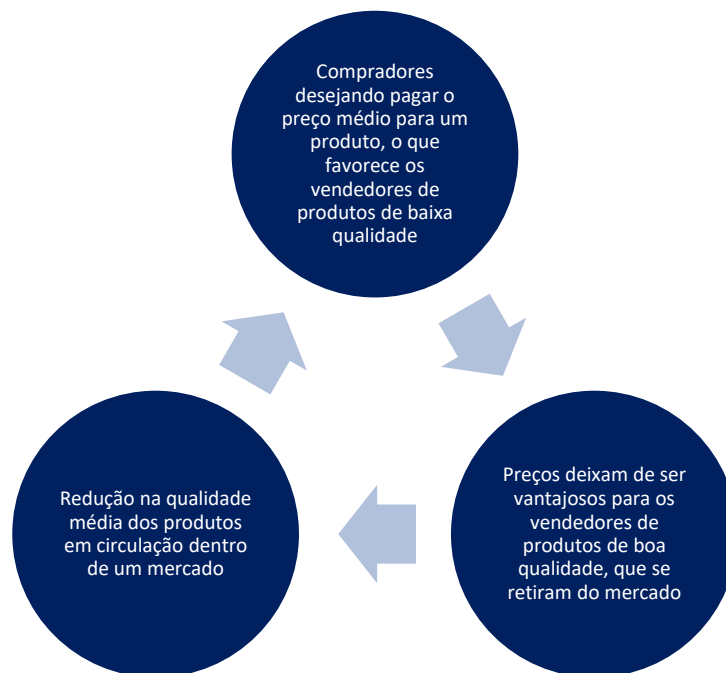 Compradores
desejando pagar o
preço médio para um
produto, o que
favorece os
vendedores de
produtos de baixa
qualidade
Preços deixam de ser
vantajosos para os
vendedores de
produtos de boa
qualidade, que se
retiram do mercado
Redução na qualidade
média dos produtos
em circulação dentro
de um mercado